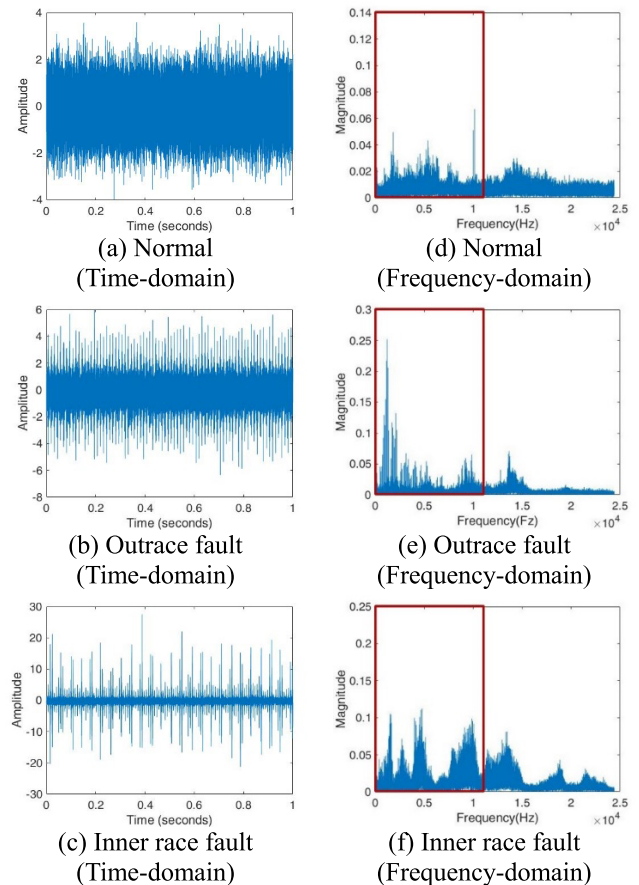 4
2
0
-2
-4
Amplitude
0 0.2 0.4 0.6 0.8 1
Time (seconds)
(a) Normal
(Time-domain)
0.14
0.12
0.1
0.08
0.06
0.04
0.02
0
Magnitude
0 0.5 1 1.5 2 2.5
Frequency(Hz) ×10⁴
(d) Normal
(Frequency-domain)
6
4
2
0
-2
-4
-6
-8
Amplitude
0 0.2 0.4 0.6 0.8 1
Time (seconds)
(b) Outrace fault
(Time-domain)
0.3
0.25
0.2
0.15
0.1
0.05
0
Magnitude
0 0.5 1 1.5 2 2.5
Frequency(Fz) ×10⁴
(e) Outrace fault
(Frequency-domain)
30
20
10
0
-10
-20
-30
Amplitude
0 0.2 0.4 0.6 0.8 1
Time (seconds)
(c) Inner race fault
(Time-domain)
0.25
0.2
0.15
0.1
0.05
0
Magnitude
0 0.5 1 1.5 2 2.5
Frequency(Hz) ×10⁴
(f) Inner race fault
(Frequency-domain)